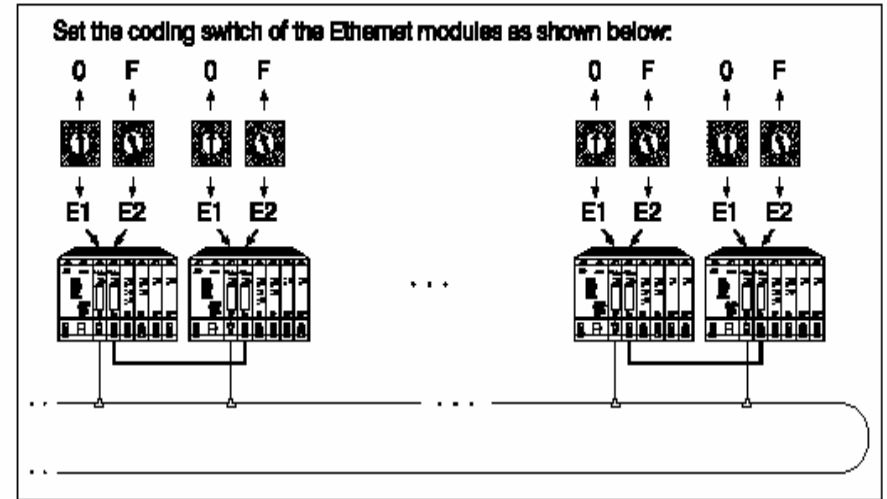 Set the coding switch of the Ethernet modules as shown below:
0 F 0 F 0 F 0 F
E1 E2 E1 E2 E1 E2 E1 E2